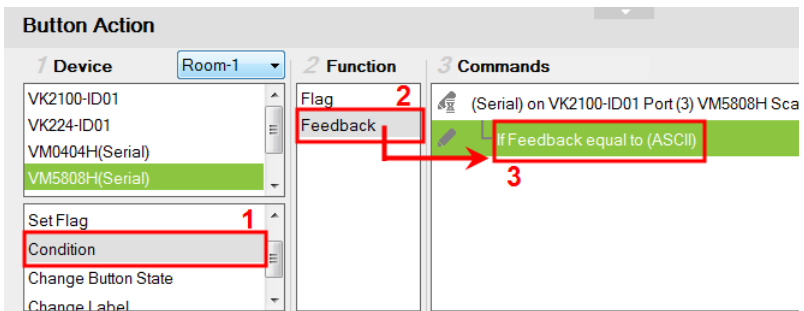 Button Action
1 Device
Room-1
2 Function
3 Commands
VK2100-ID01
VK224-ID01
VM0404H(Serial)
VM5808H(Serial)
Set Flag
1
Condition
Change Button State
Change Label
Flag
2
Feedback
(Serial) on VK2100-ID01 Port (3) VM5808H Sca
If Feedback equal to (ASCII)
3